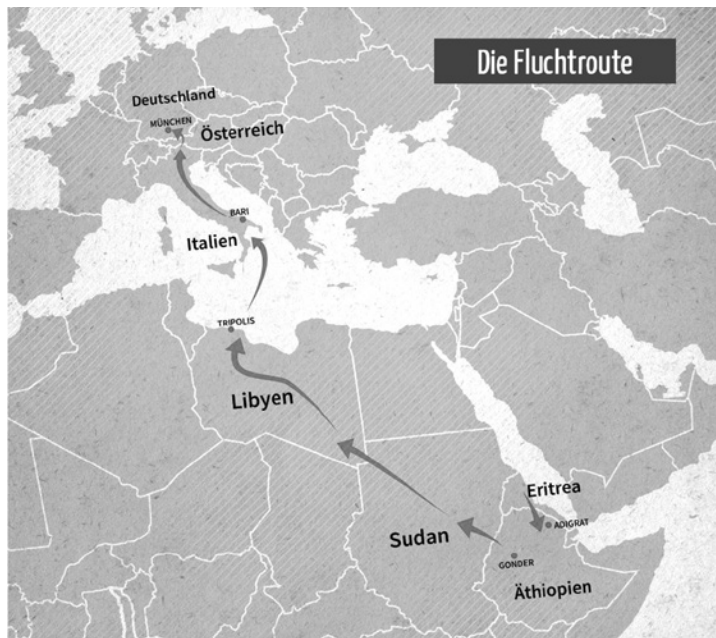 Die Fluchtroute
Deutschland
MÜNCHEN
Österreich
BARI
Italien
TRIPOLIS
Libyen
Eritrea
ADIGRAT
Sudan
GONDER
Äthiopien